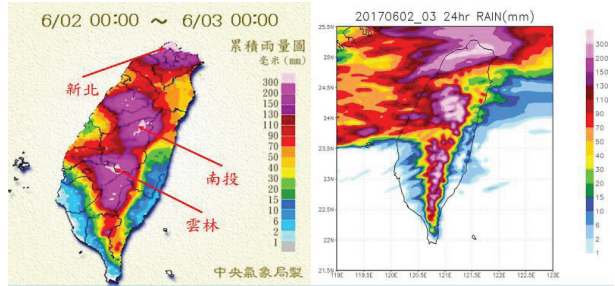 6/02 00:00 ～ 6/03 00:00
累積雨量圖
毫米(mm)
300
200
150
130
110
90
70
50
40
30
20
15
10
6
2
1
新北
南投
雲林
中央氣象局製
20170602_03 24hr RAIN(mm)
25.5N
25N
24.5N
24N
23.5N
23N
22.5N
22N
21.5N
119E
119.5E
120E
120.5E
121E
121.5E
122E
122.5E
123E
300
200
150
130
110
90
70
50
40
30
20
15
10
6
2
1